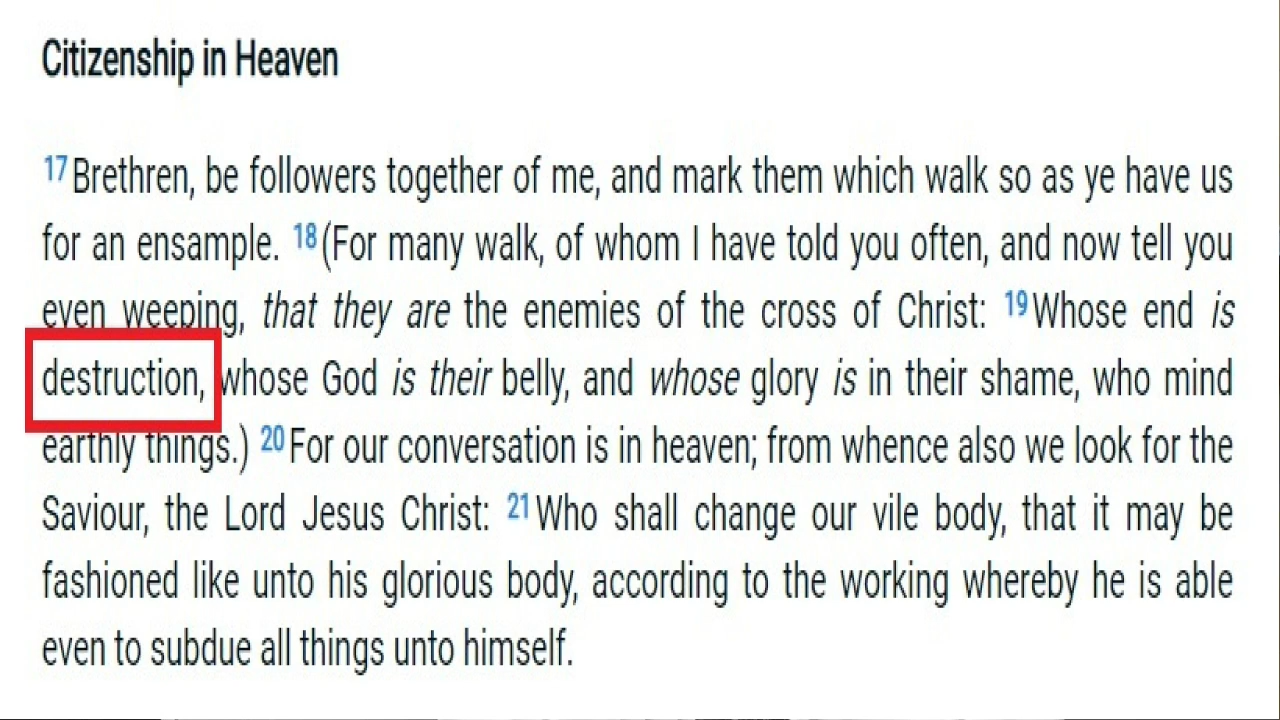 Citizenship in Heaven
17 Brethren, be followers together of me, and mark them which walk so as ye have us
for an ensample. 18 (For many walk, of whom I have told you often, and now tell you
even weeping, that they are the enemies of the cross of Christ: 19 Whose end is
destruction, whose God is their belly, and whose glory is in their shame, who mind
earthly things.) 20 For our conversation is in heaven; from whence also we look for the
Saviour, the Lord Jesus Christ: 21 Who shall change our vile body, that it may be
fashioned like unto his glorious body, according to the working whereby he is able
even to subdue all things unto himself.